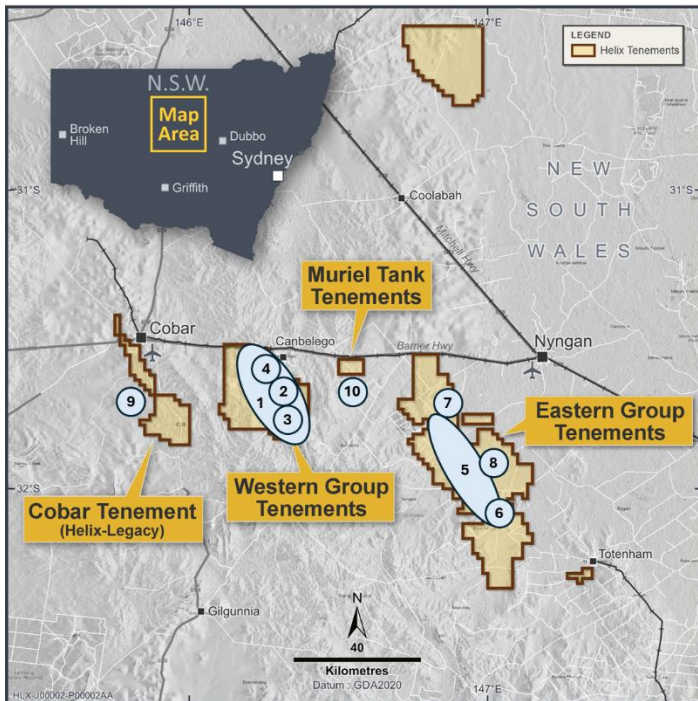 146°E
147°E
LEGEND
Helix Tenements
N.S.W.
Map
Area
Broken
Hill
Dubbo
Sydney
Griffith
31°S
31°S
NEW
SOUTH
WALES
Coolabah
Mitchell Hwy
Muriel Tank
Tenements
Cobar
Canbelego
Barrier Hwy
Nyngan
4
2
1
3
10
9
7
Eastern Group
Tenements
5
8
6
Western Group
Tenements
Cobar Tenement
(Helix-Legacy)
32°S
32°S
Totenham
Gilgunnia
N
40
Kilometres
Datum : GDA2020
HLX-J00002-P00002AA
147°E